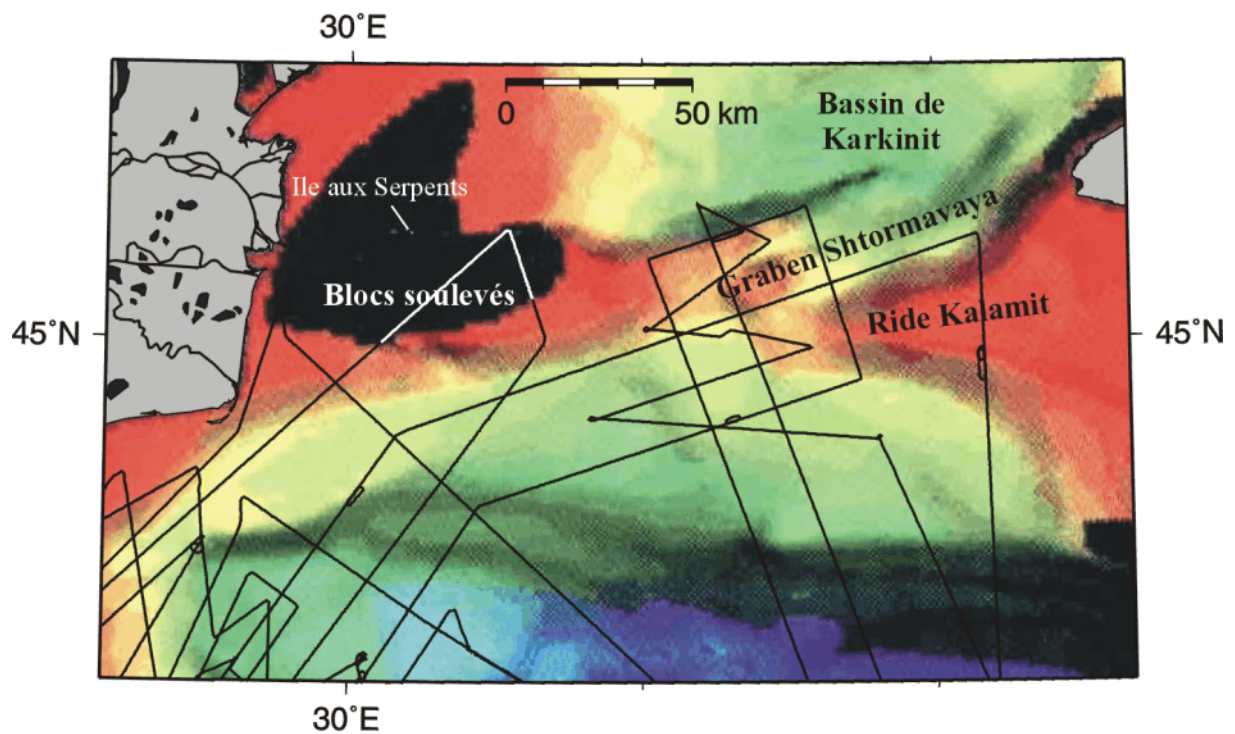 30°E
0 50 km
Bassin de
Karkinit
Ile aux Serpents
Graben Shtormavaya
Blocs soulevés
Ride Kalamit
45°N
45°N
30°E